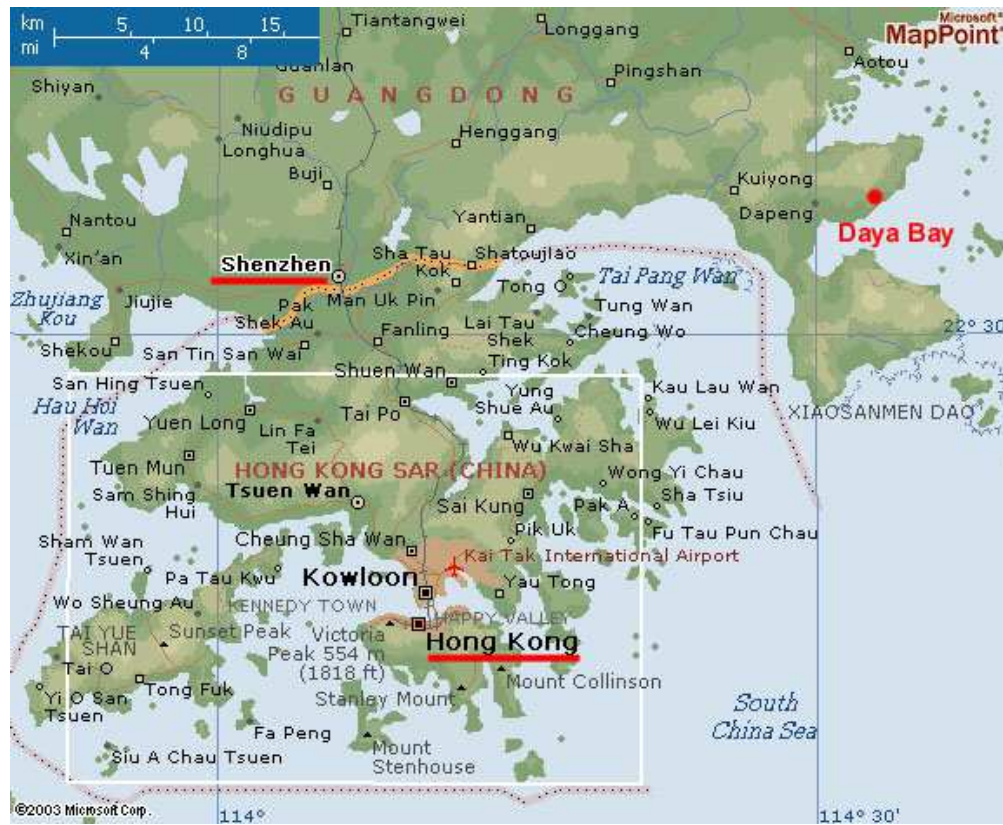 km 5, 10, 15,
mi 4 8
Microsoft®
MapPoint®
Tiantangwei
Longgang
Aotou
Guanlan
Pingshan
Shiyan
GUANGDONG
Niudipu
Henggang
Longhua
Buji
Kuiyong
Nantou
Yantian
Dapeng
Daya Bay
Xin'an
Sha Tau
Kok
Shatoujiao
Shenzhen
Tai Pang Wan
Tong O
Zhujiang
Kou
Jiujie
Pak
Shek Au
Man Uk Pin
Tung Wan
Lai Tau
Shek
Cheung Wo
22° 30
Shekou
San Tin San Wai
Fanling
Ting Kok
Shuen Wan
San Hing Tsuen
Yung
Shue Au
Kau Lau Wan
Hau Hoi
Wan
Yuen Long
Tai Po
XIAOSANMEN DAO
Lin Fa
Tei
Wu Lei Kiu
Wu Kwai Sha
Tuen Mun
HONG KONG SAR (CHINA)
Wong Yi Chau
Sam Shing
Hui
Tsuen Wan
Sai Kung
Pak A
Sha Tsiu
Pik Uk
Fu Tau Pun Chau
Sham Wan
Tsuen
Cheung Sha Wan
Kai Tak International Airport
Pa Tau Kwu
Kowloon
Yau Tong
Wo Sheung Au
KENNEDY TOWN
HAPPY VALLEY
TAI YUE
SHAN
Sunset Peak
Victoria
Peak 554 m
(1818 ft)
Hong Kong
Tai O
Mount Collinson
Yi O San
Tsuen
Tong Fuk
Stanley Mount
South
China Sea
Fa Peng
Siu A Chau Tsuen
Mount
Stenhouse
©2003 Microsoft Corp.
114°
114° 30'